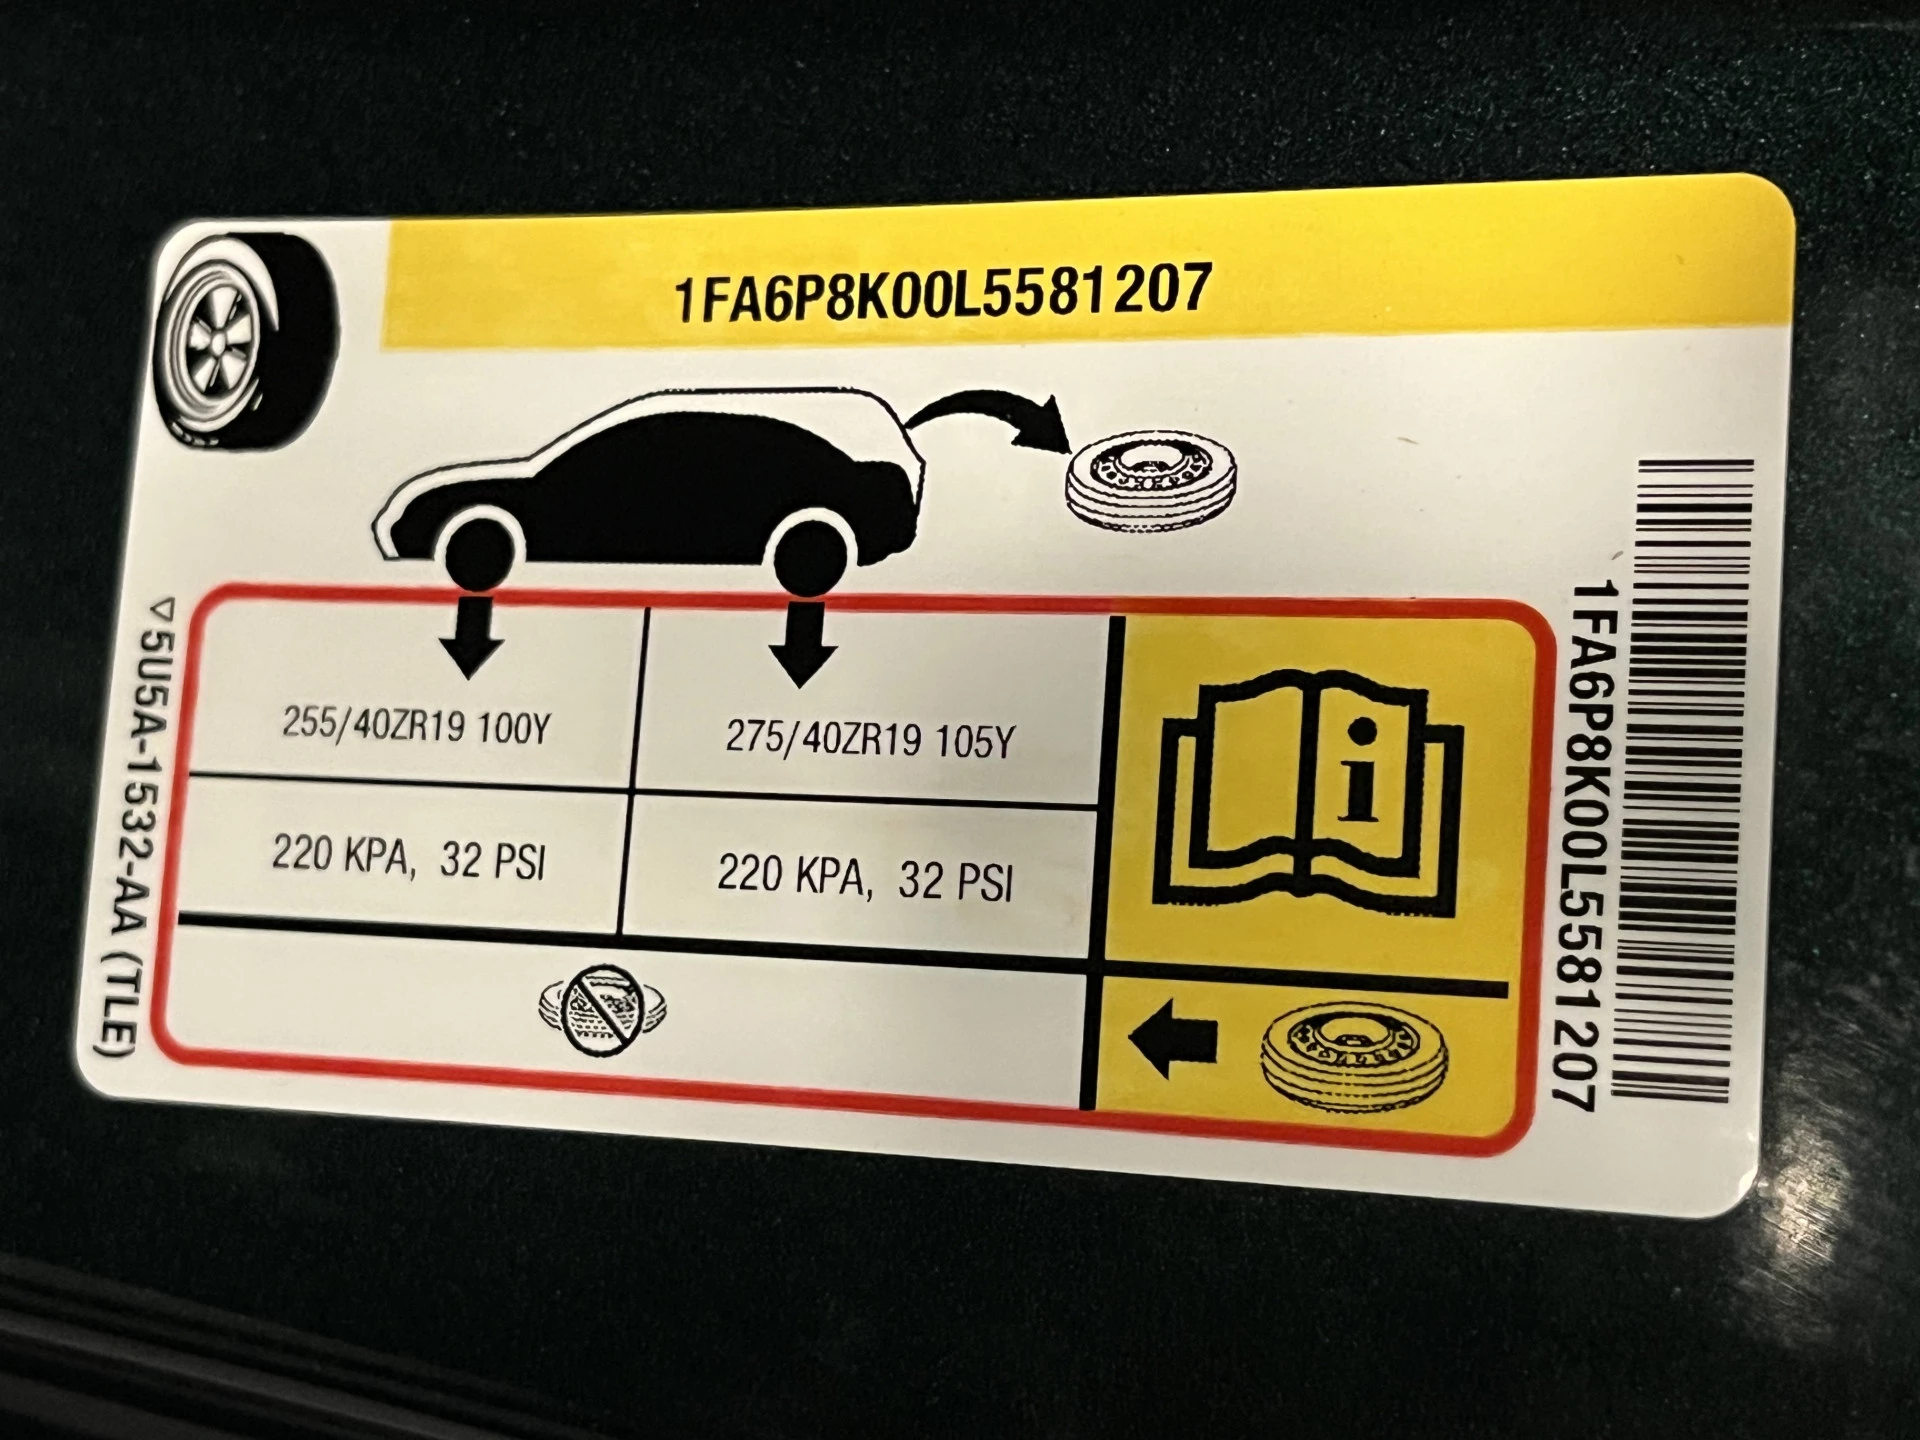 1FA6P8K00L5581207
255/40ZR19 100Y
275/40ZR19 105Y
220 KPA, 32 PSI
220 KPA, 32 PSI
5U5A-1532-AA (TLE)
1FA6P8K00L5581207